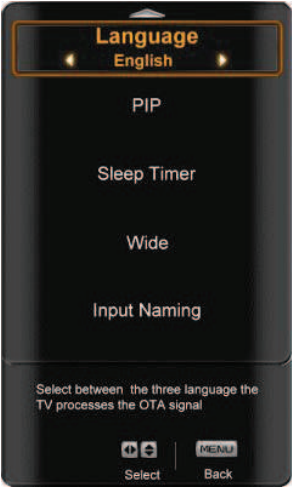 Language
English
PIP
Sleep Timer
Wide
Input Naming
Select between the three language the
TV processes the OTA signal
MENU
Select
Back